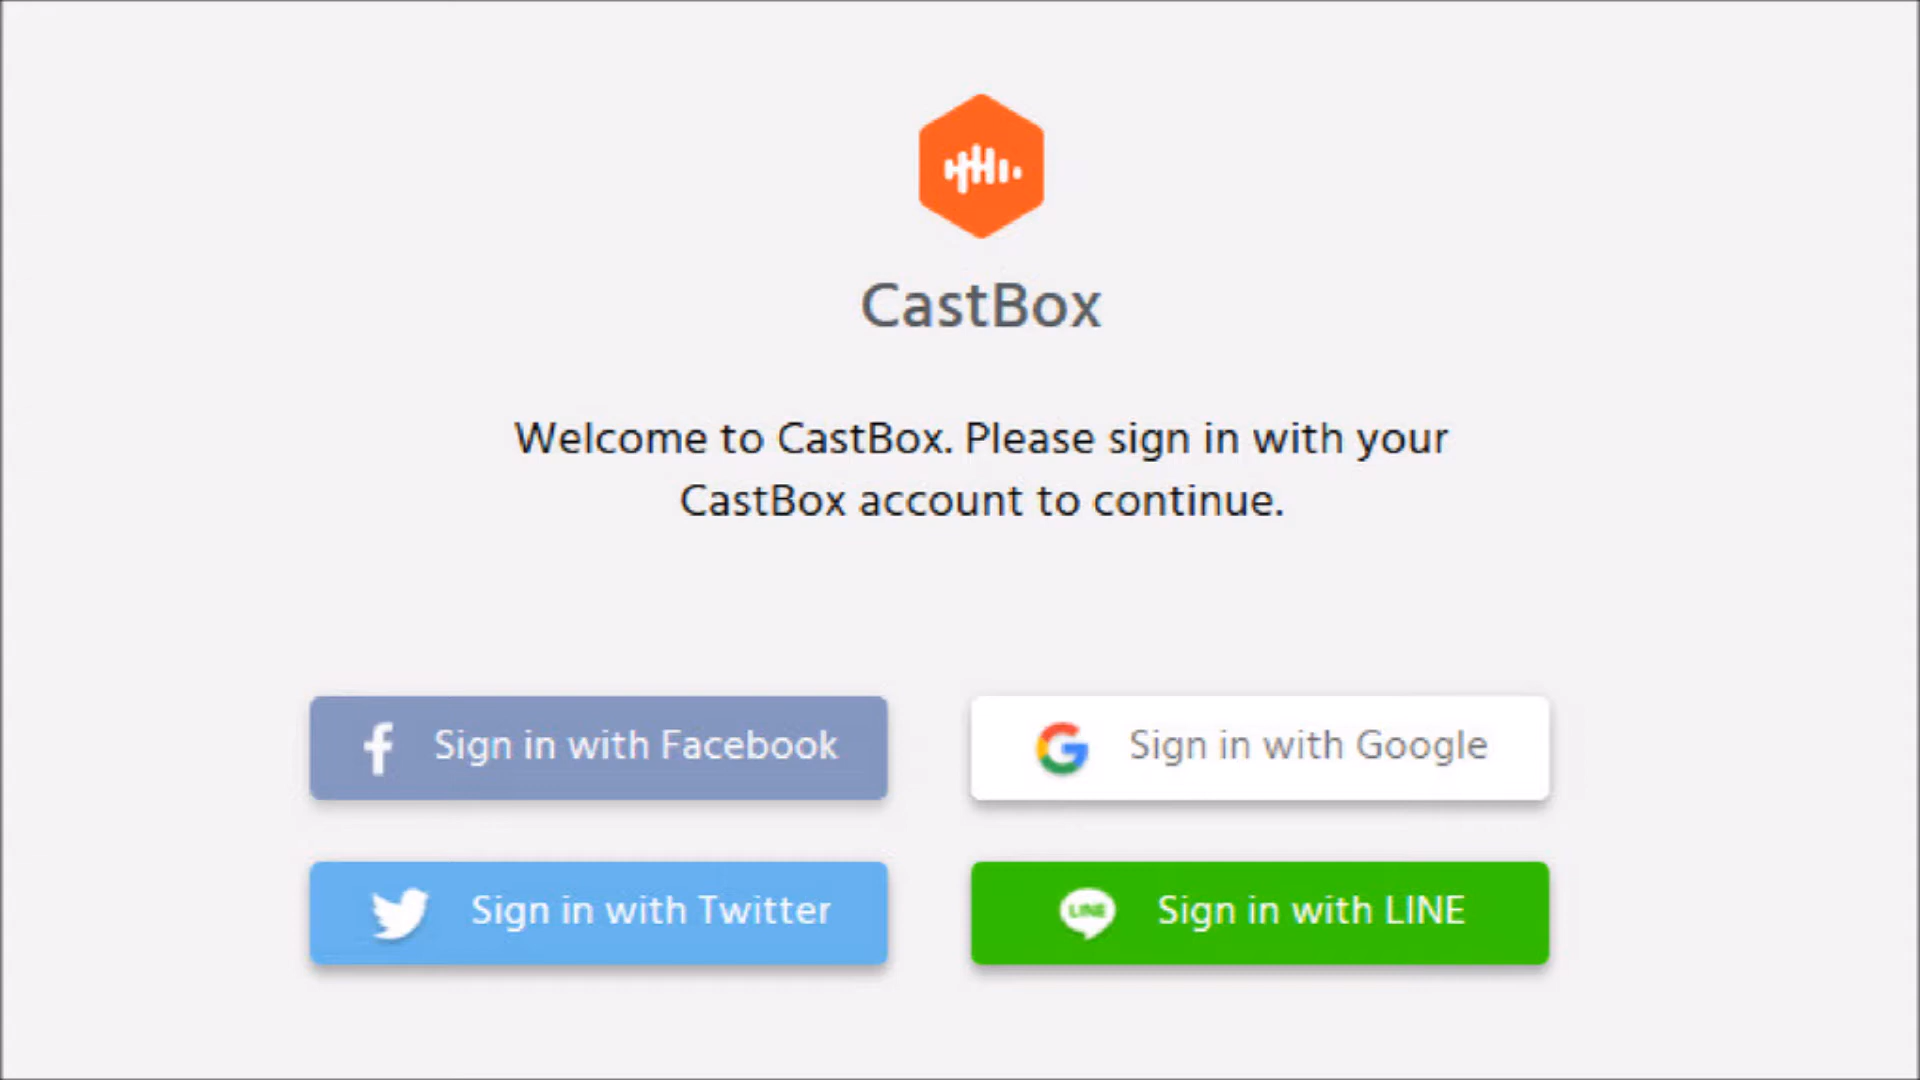 CastBox
Welcome to CastBox. Please sign in with your
CastBox account to continue.
Sign in with Facebook
Sign in with Google
Sign in with Twitter
LINE Sign in with LINE